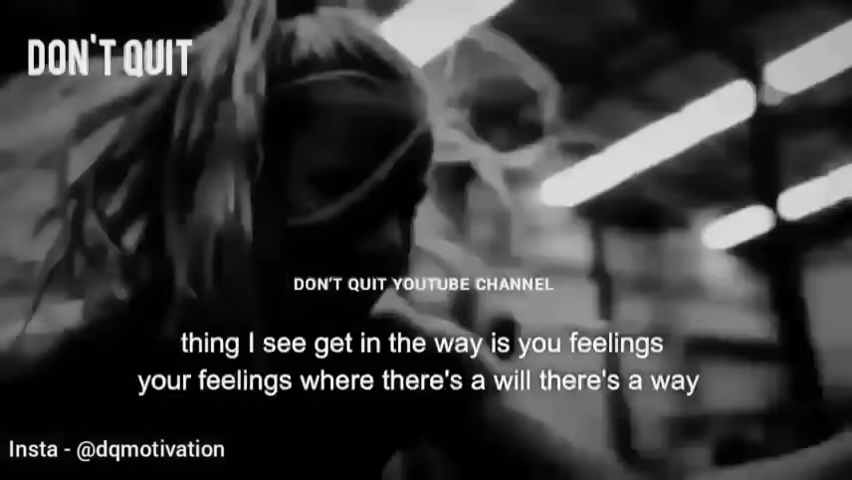 DON'T QUIT
DON'T QUIT YOUTUBE CHANNEL
thing I see get in the way is you feelings
your feelings where there's a will there's a way
Insta - @dqmotivation